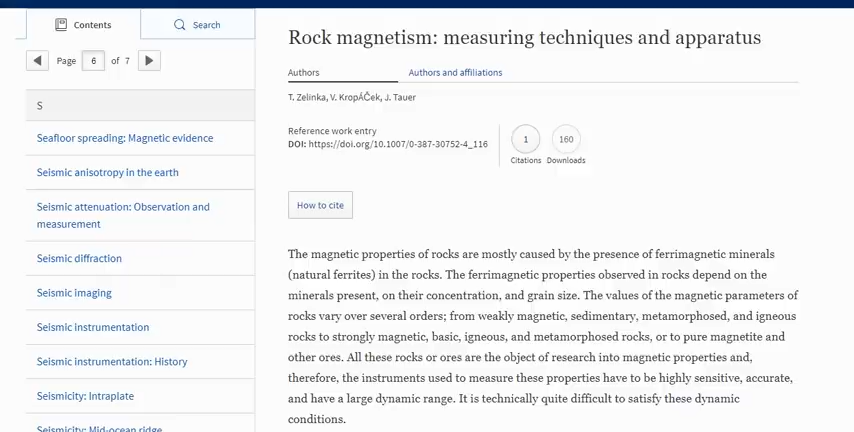 Contents
Search
Page 6 of 7
S
Seafloor spreading: Magnetic evidence
Seismic anisotropy in the earth
Seismic attenuation: Observation and
measurement
Seismic diffraction
Seismic imaging
Seismic instrumentation
Seismic instrumentation: History
Seismicity: Intraplate
Seismicity: Mid-ocean ridge
Rock magnetism: measuring techniques and apparatus
Authors
Authors and affiliations
T. Zelinka, V. KropÁČek, J. Tauer
Reference work entry
DOI: https://doi.org/10.1007/0-387-30752-4_116
1
Citations
160
Downloads
How to cite
The magnetic properties of rocks are mostly caused by the presence of ferrimagnetic minerals
(natural ferrites) in the rocks. The ferrimagnetic properties observed in rocks depend on the
minerals present, on their concentration, and grain size. The values of the magnetic parameters of
rocks vary over several orders; from weakly magnetic, sedimentary, metamorphosed, and igneous
rocks to strongly magnetic, basic, igneous, and metamorphosed rocks, or to pure magnetite and
other ores. All these rocks or ores are the object of research into magnetic properties and,
therefore, the instruments used to measure these properties have to be highly sensitive, accurate,
and have a large dynamic range. It is technically quite difficult to satisfy these dynamic
conditions.